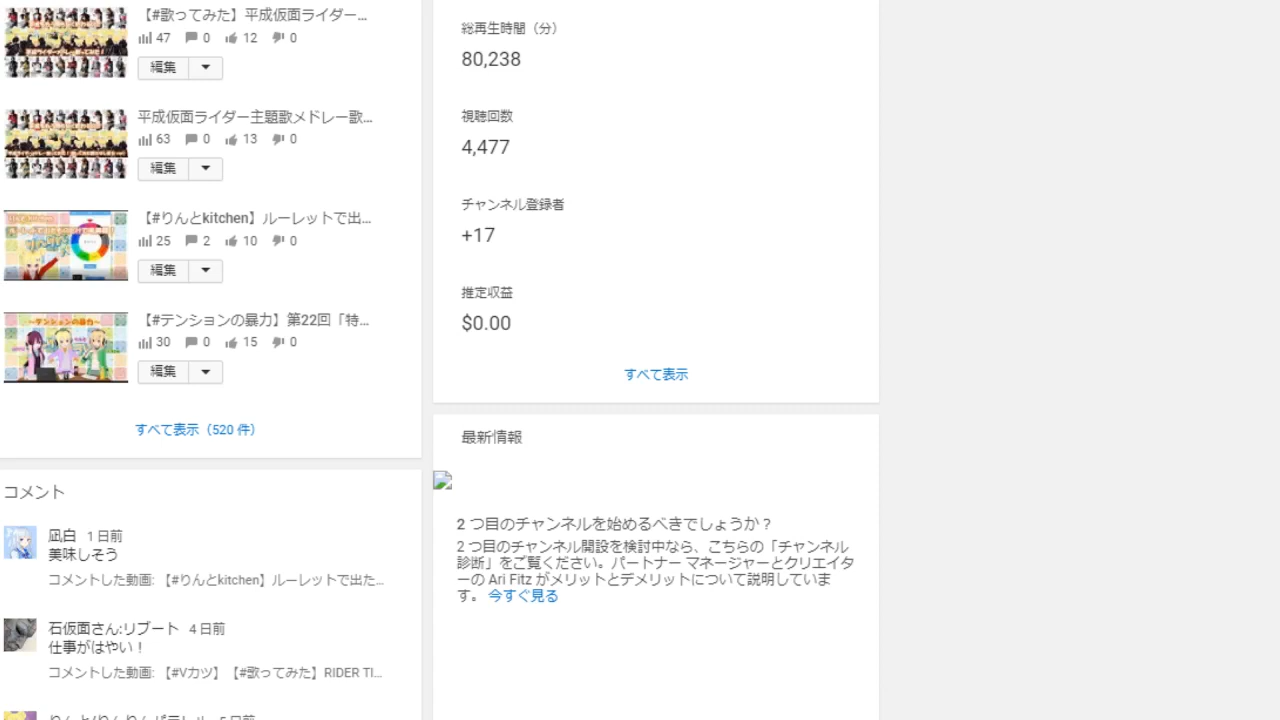 【#歌ってみた】平成仮面ライダー...
47 0 12 0
編集
平成仮面ライダー主題歌メドレー歌...
63 0 13 0
編集
【#りんとkitchen】ルーレットで出...
25 2 10 0
編集
【#テンションの暴力】第22回「特...
30 0 15 0
編集
すべて表示（520 件）
コメント
凪白 1 日前
美味しそう
コメントした動画: 【#りんとkitchen】ルーレットで出た...
石仮面さん:リブート 4 日前
仕事がはやい！
コメントした動画: 【#Vカツ】【#歌ってみた】RIDER TI...
総再生時間（分）
80,238
視聴回数
4,477
チャンネル登録者
+17
推定収益
$0.00
すべて表示
最新情報
2 つ目のチャンネルを始めるべきでしょうか？
2 つ目のチャンネル開設を検討中なら、こちらの「チャンネル
診断」をご覧ください。パートナー マネージャーとクリエイタ
ーの Ari Fitz がメリットとデメリットについて説明していま
す。 今すぐ見る